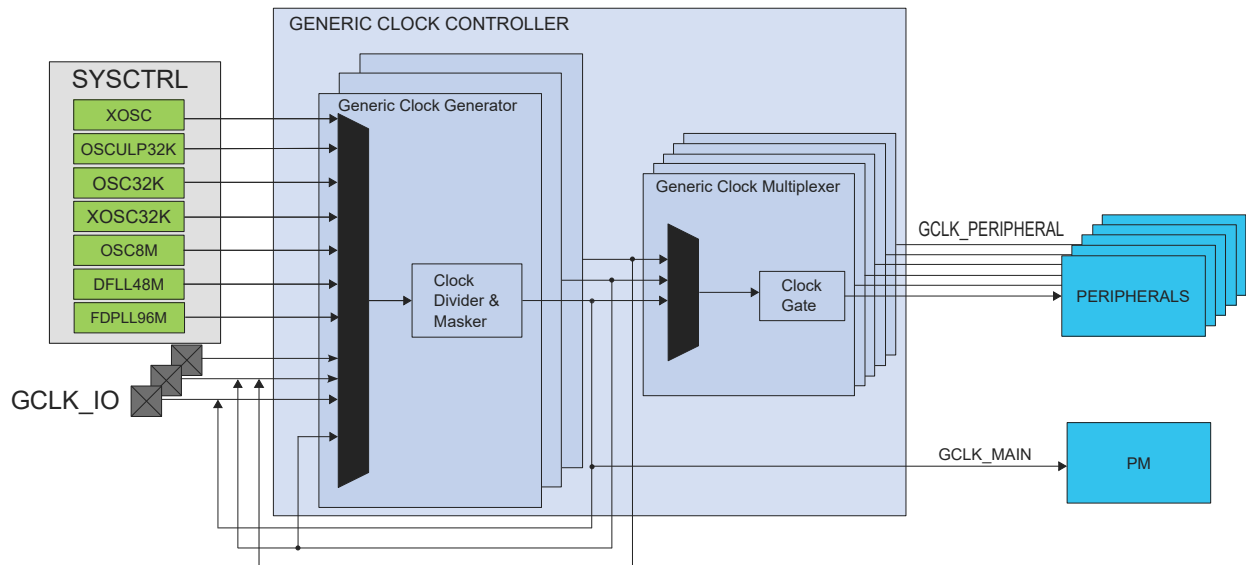 GENERIC CLOCK CONTROLLER
SYSCTRL
XOSC
OSCULP32K
OSC32K
XOSC32K
OSC8M
DFLL48M
FDPLL96M
GCLK_IO
Generic Clock Generator
Clock
Divider &
Masker
Generic Clock Multiplexer
Clock
Gate
GCLK_PERIPHERAL
PERIPHERALS
GCLK_MAIN
PM